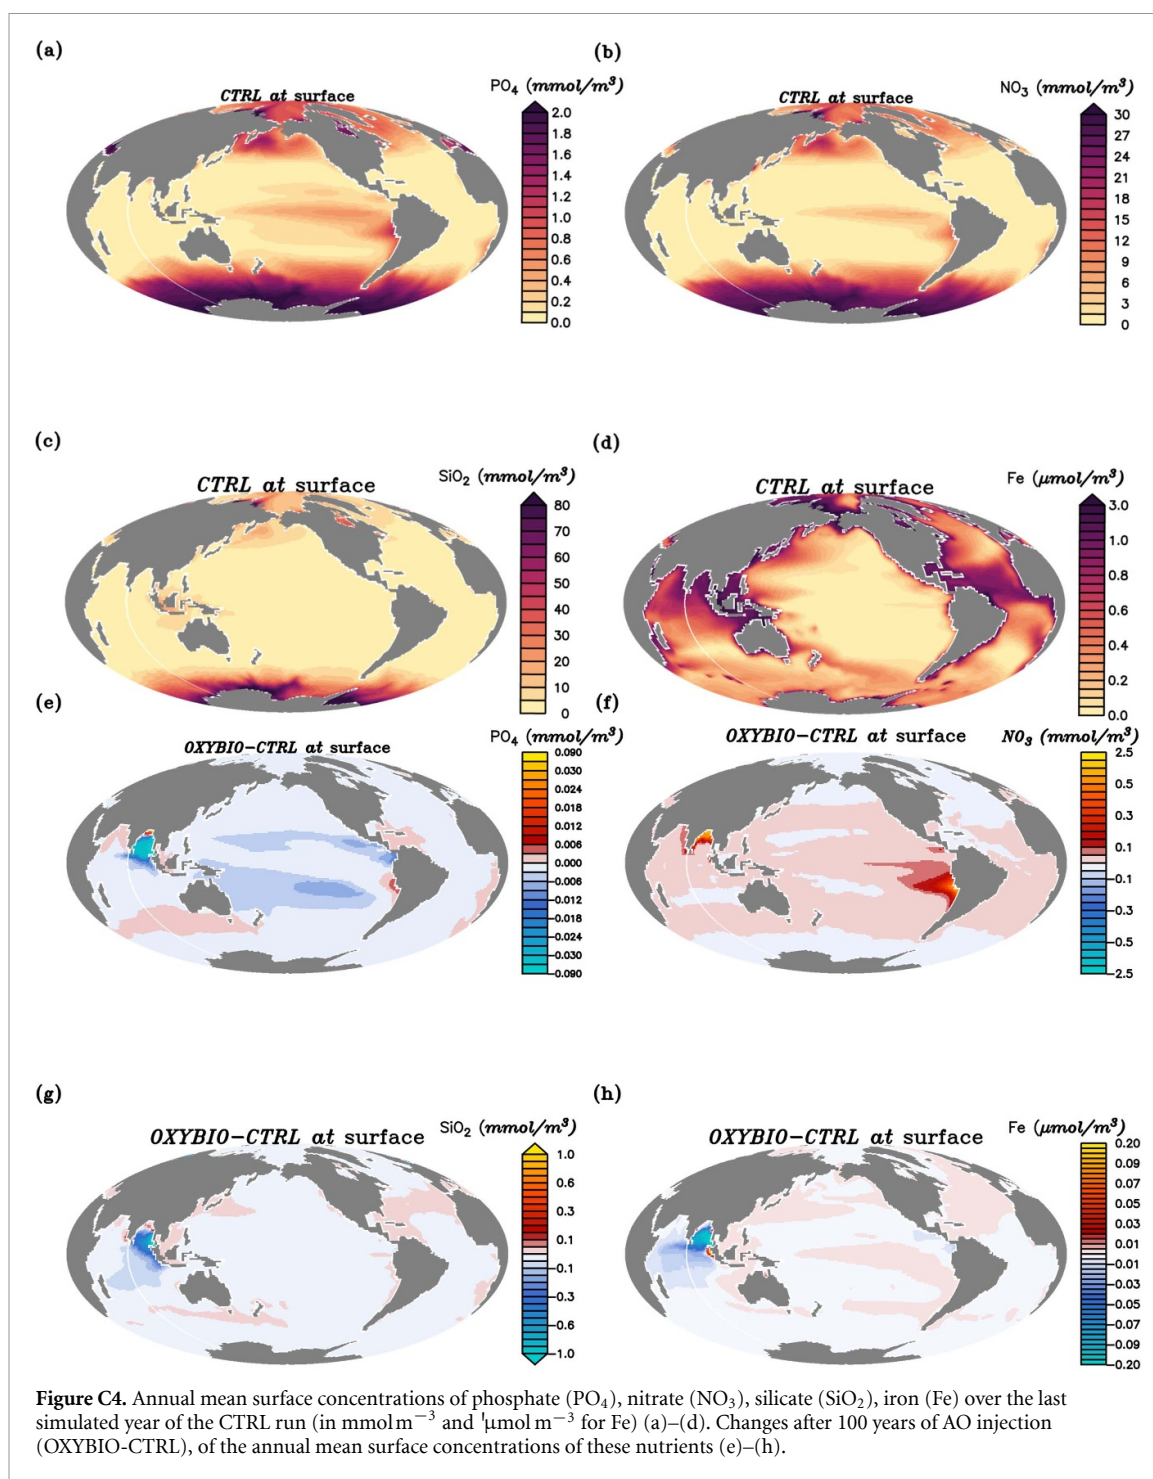 (a)
CTRL at surface
PO₄ (mmol/m³)
2.0
1.8
1.6
1.4
1.2
1.0
0.8
0.6
0.4
0.2
0.0
(b)
CTRL at surface
NO₃ (mmol/m³)
30
27
24
21
18
15
12
9
6
3
0
(c)
CTRL at surface
SiO₂ (mmol/m³)
80
70
60
50
40
30
20
10
0
(d)
CTRL at surface
Fe (μmol/m³)
3.0
1.0
0.8
0.6
0.4
0.2
0.0
(e)
OXYBIO−CTRL at surface
PO₄ (mmol/m³)
0.090
0.030
0.024
0.018
0.012
0.006
0.000
−0.006
−0.012
−0.018
−0.024
−0.030
−0.090
(f)
OXYBIO−CTRL at surface
NO₃ (mmol/m³)
2.5
0.5
0.3
0.1
−0.1
−0.3
−0.5
−2.5
(g)
OXYBIO−CTRL at surface
SiO₂ (mmol/m³)
1.0
0.6
0.3
0.1
−0.1
−0.3
−0.6
−1.0
(h)
OXYBIO−CTRL at surface
Fe (μmol/m³)
0.20
0.09
0.07
0.05
0.03
0.01
−0.01
−0.03
−0.05
−0.07
−0.09
−0.20
Figure C4. Annual mean surface concentrations of phosphate (PO₄), nitrate (NO₃), silicate (SiO₂), iron (Fe) over the last
simulated year of the CTRL run (in mmol m⁻³ and 'μmol m⁻³ for Fe) (a)–(d). Changes after 100 years of AO injection
(OXYBIO-CTRL), of the annual mean surface concentrations of these nutrients (e)–(h).